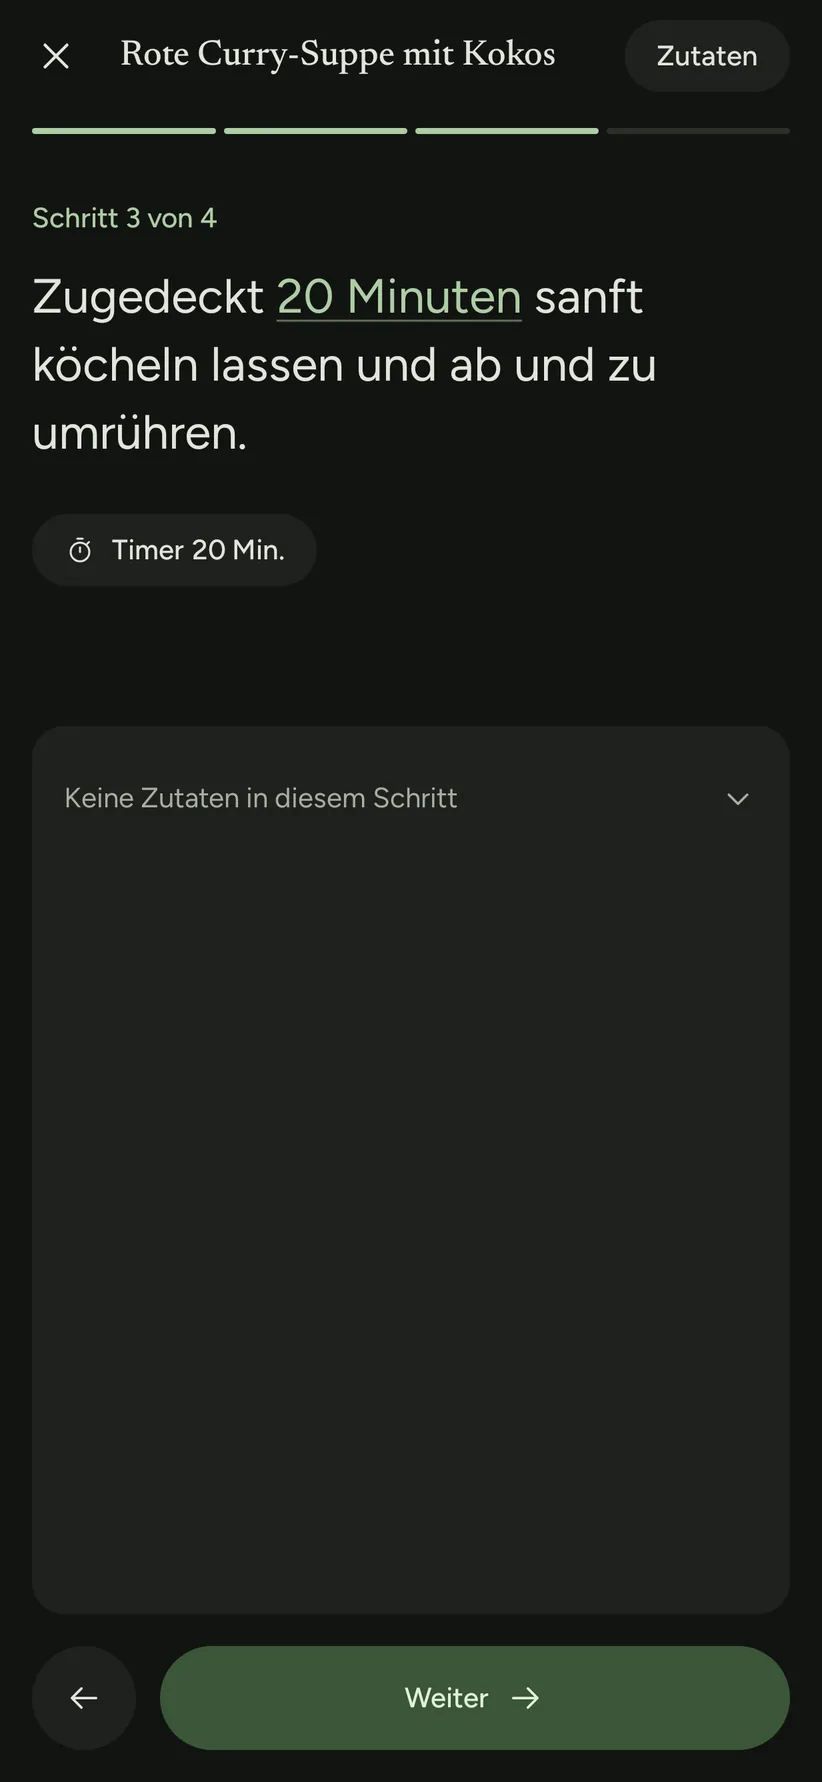 Rote Curry-Suppe mit Kokos
Zutaten
Schritt 3 von 4
Zugedeckt 20 Minuten sanft
köcheln lassen und ab und zu
umrühren.
Timer 20 Min.
Keine Zutaten in diesem Schritt
Weiter